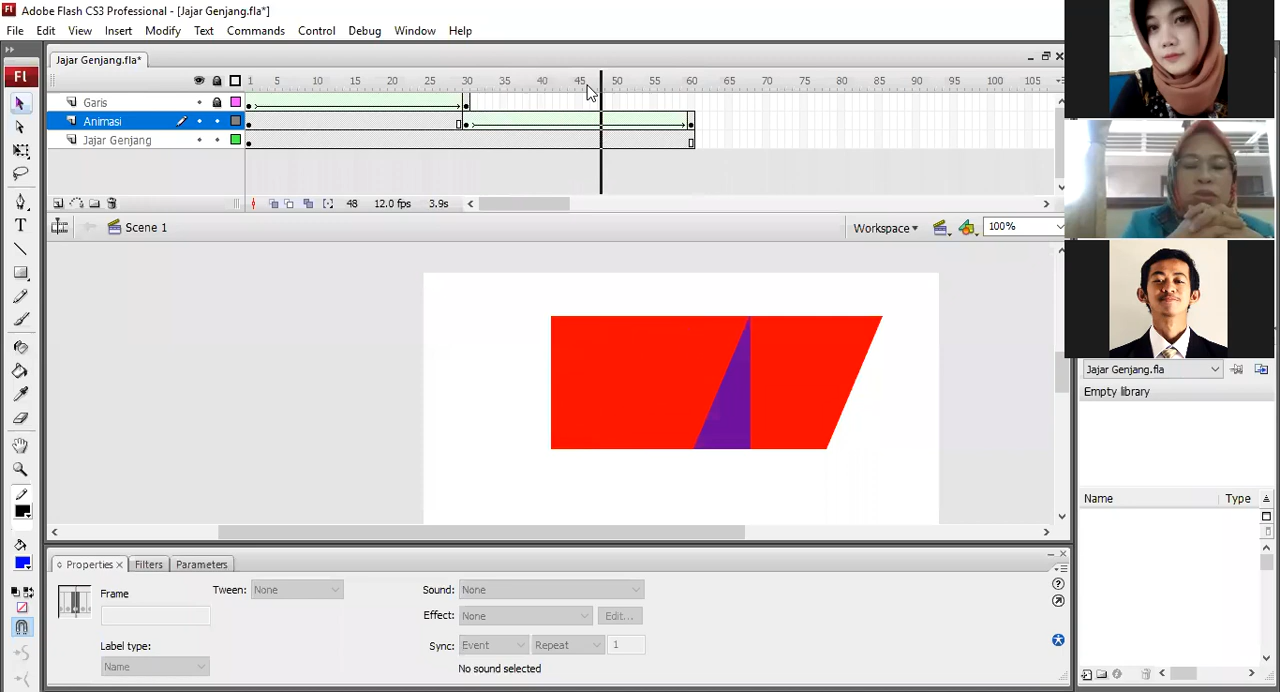 Adobe Flash CS3 Professional - [Jajar Genjang.fla*]
File Edit View Insert Modify Text Commands Control Debug Window Help
Jajar Genjang.fla*
1 5 10 15 20 25 30 35 40 45 50 55 60 65 70 75 80 85 90 95 100 105
Fl
Garis
Animasi
Jajar Genjang
48 12.0 fps 3.9s
Scene 1 Workspace 100%
Jajar Genjang.fla
Empty library
Name Type
Properties Filters Parameters
Frame Tween: None Sound: None
Effect: None Edit...
Label type: Sync: Event Repeat 1
Name No sound selected